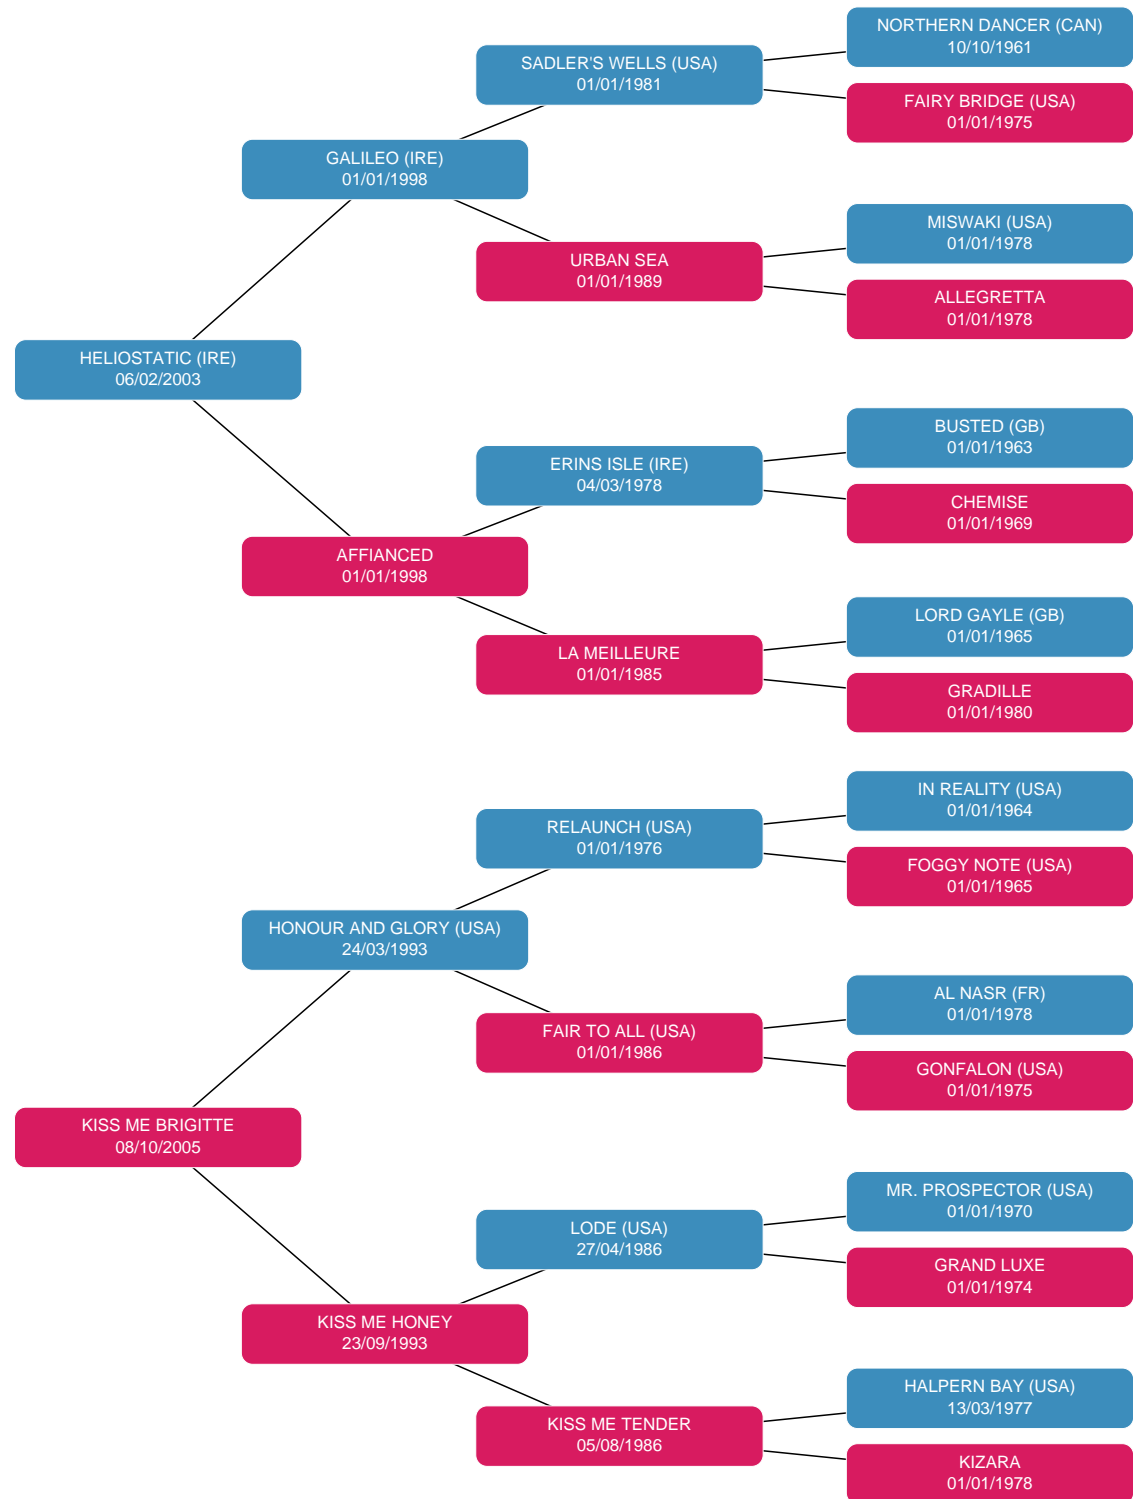 NORTHERN DANCER (CAN)
10/10/1961
SADLER'S WELLS (USA)
01/01/1981
FAIRY BRIDGE (USA)
01/01/1975
GALILEO (IRE)
01/01/1998
MISWAKI (USA)
01/01/1978
URBAN SEA
01/01/1989
ALLEGRETTA
01/01/1978
HELIOSTATIC (IRE)
06/02/2003
BUSTED (GB)
01/01/1963
ERINS ISLE (IRE)
04/03/1978
CHEMISE
01/01/1969
AFFIANCED
01/01/1998
LORD GAYLE (GB)
01/01/1965
LA MEILLEURE
01/01/1985
GRADILLE
01/01/1980
IN REALITY (USA)
01/01/1964
RELAUNCH (USA)
01/01/1976
FOGGY NOTE (USA)
01/01/1965
HONOUR AND GLORY (USA)
24/03/1993
AL NASR (FR)
01/01/1978
FAIR TO ALL (USA)
01/01/1986
GONFALON (USA)
01/01/1975
KISS ME BRIGITTE
08/10/2005
MR. PROSPECTOR (USA)
01/01/1970
LODE (USA)
27/04/1986
GRAND LUXE
01/01/1974
KISS ME HONEY
23/09/1993
HALPERN BAY (USA)
13/03/1977
KISS ME TENDER
05/08/1986
KIZARA
01/01/1978